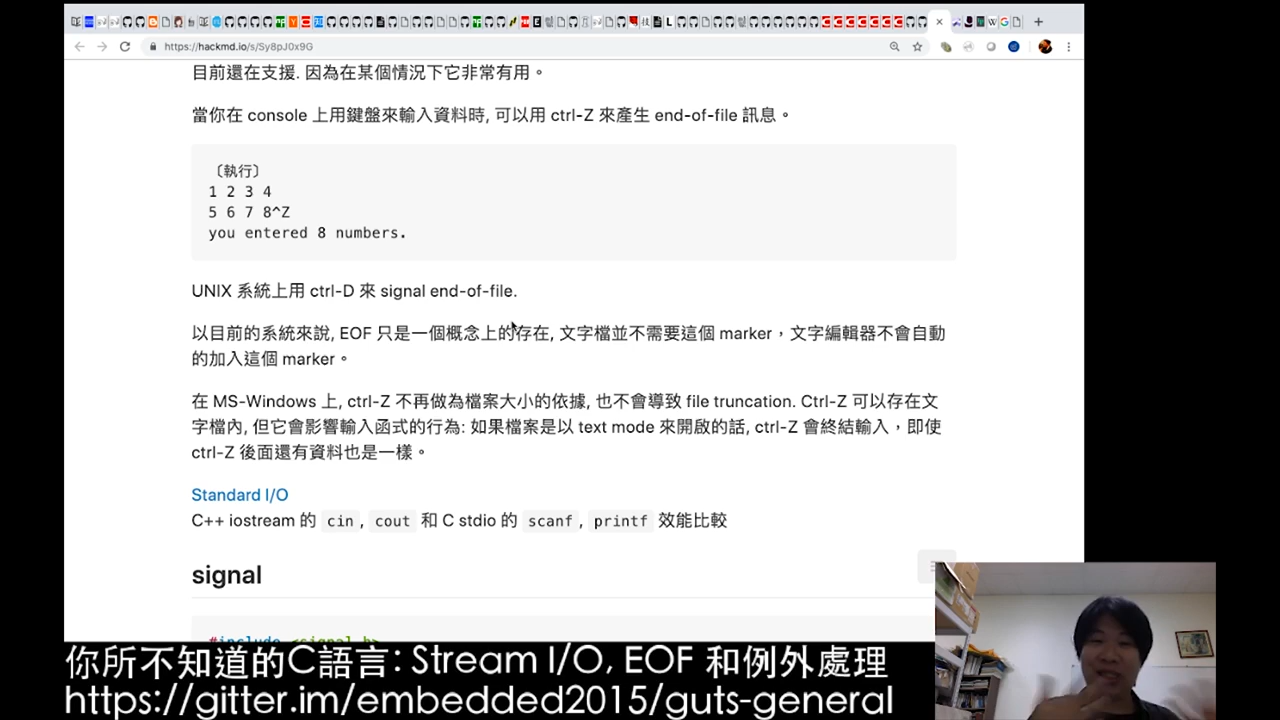 https://hackmd.io/s/Sy8pJ0x9G
目前還在支援. 因為在某個情況下它非常有用。
當你在 console 上用鍵盤來輸入資料時, 可以用 ctrl-Z 來產生 end-of-file 訊息。
〔執行〕
1 2 3 4
5 6 7 8^Z
you entered 8 numbers.
UNIX 系統上用 ctrl-D 來 signal end-of-file.
以目前的系統來說, EOF 只是一個概念上的存在, 文字檔並不需要這個 marker，文字編輯器不會自動
的加入這個 marker。
在 MS-Windows 上, ctrl-Z 不再做為檔案大小的依據, 也不會導致 file truncation. Ctrl-Z 可以存在文
字檔內, 但它會影響輸入函式的行為: 如果檔案是以 text mode 來開啟的話, ctrl-Z 會終結輸入，即使
ctrl-Z 後面還有資料也是一樣。
Standard I/O
C++ iostream 的 cin , cout 和 C stdio 的 scanf , printf 效能比較
signal
#include <signal.h>
你所不知道的C語言: Stream I/O, EOF 和例外處理
https://gitter.im/embedded2015/guts-general